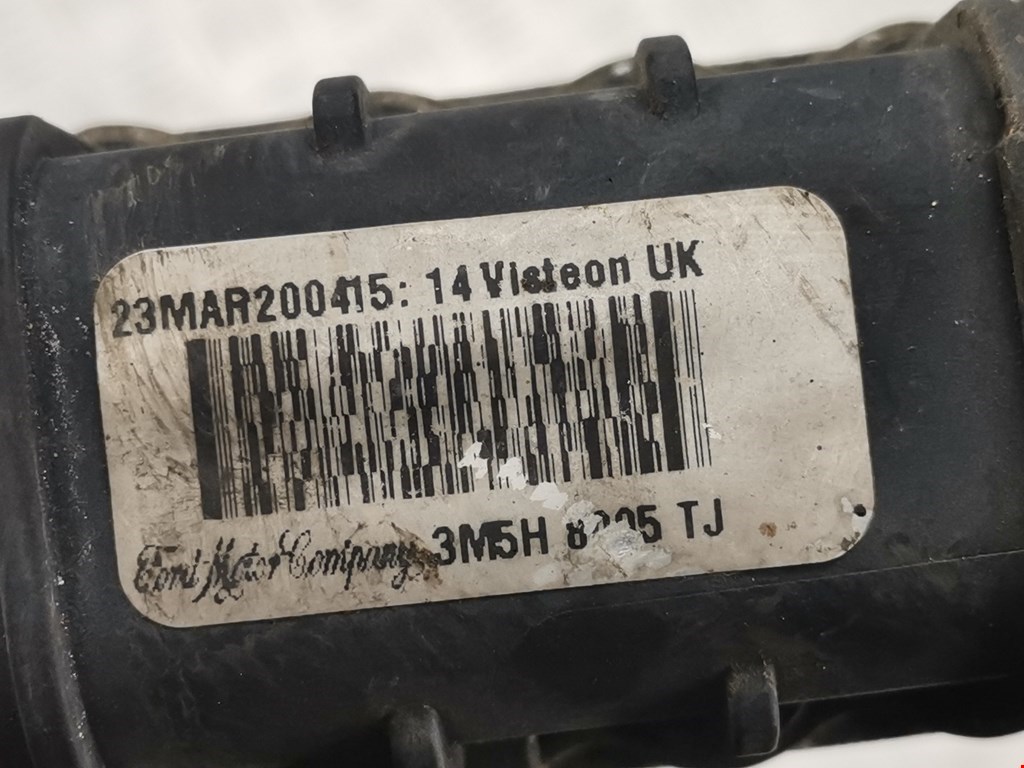 23MAR200415: 14 Visteon UK
Ford Motor Company 3M5H TJ